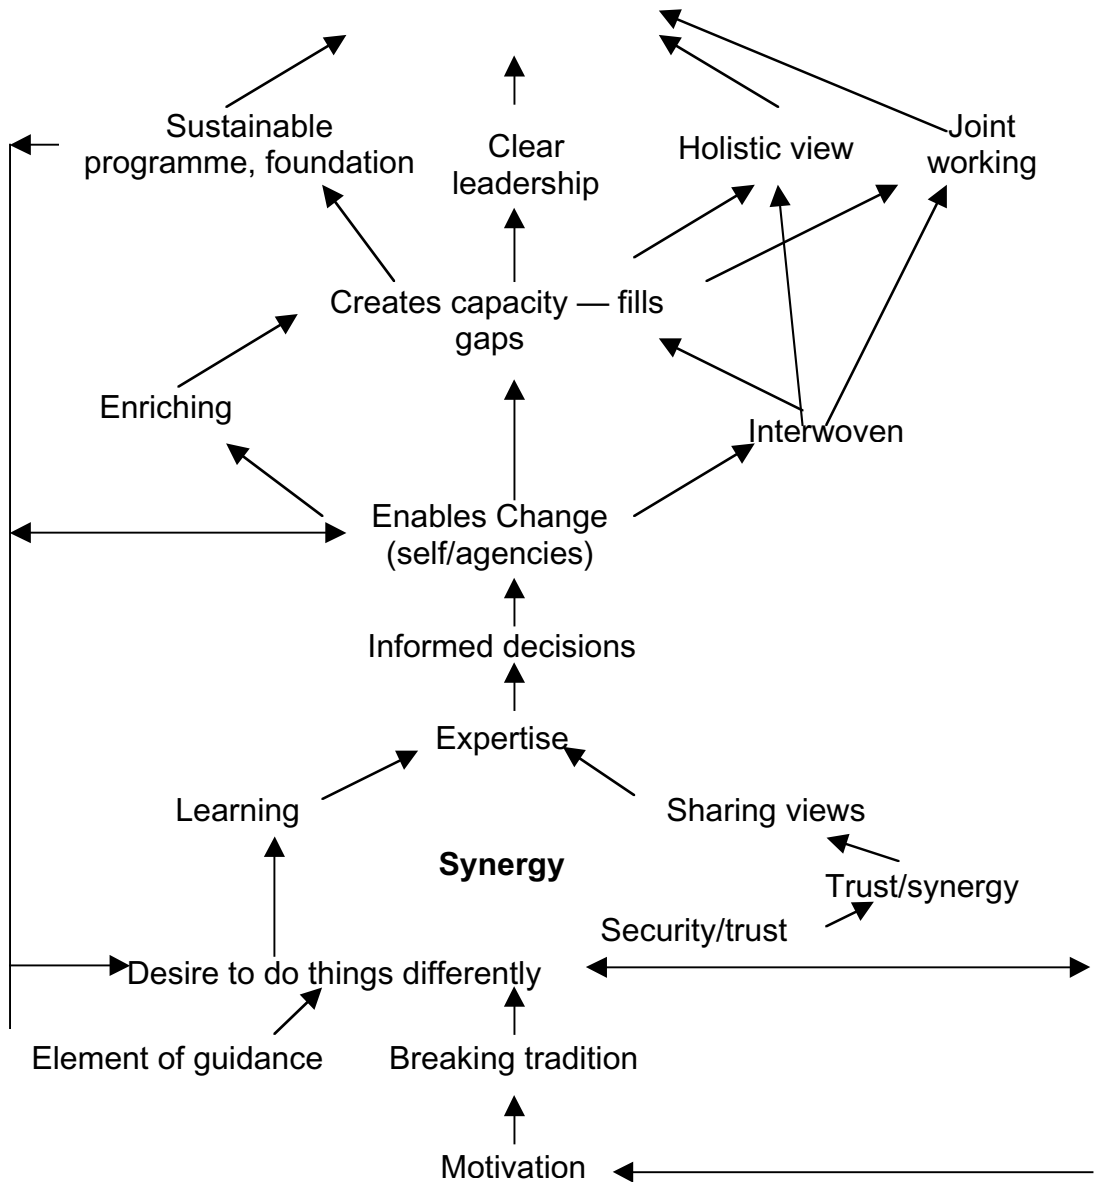 Sustainable
programme, foundation
Clear
leadership
Holistic view
Joint
working
Creates capacity — fills
gaps
Enriching
Interwoven
Enables Change
(self/agencies)
Informed decisions
Expertise
Learning
Sharing views
Synergy
Trust/synergy
Security/trust
Desire to do things differently
Element of guidance
Breaking tradition
Motivation